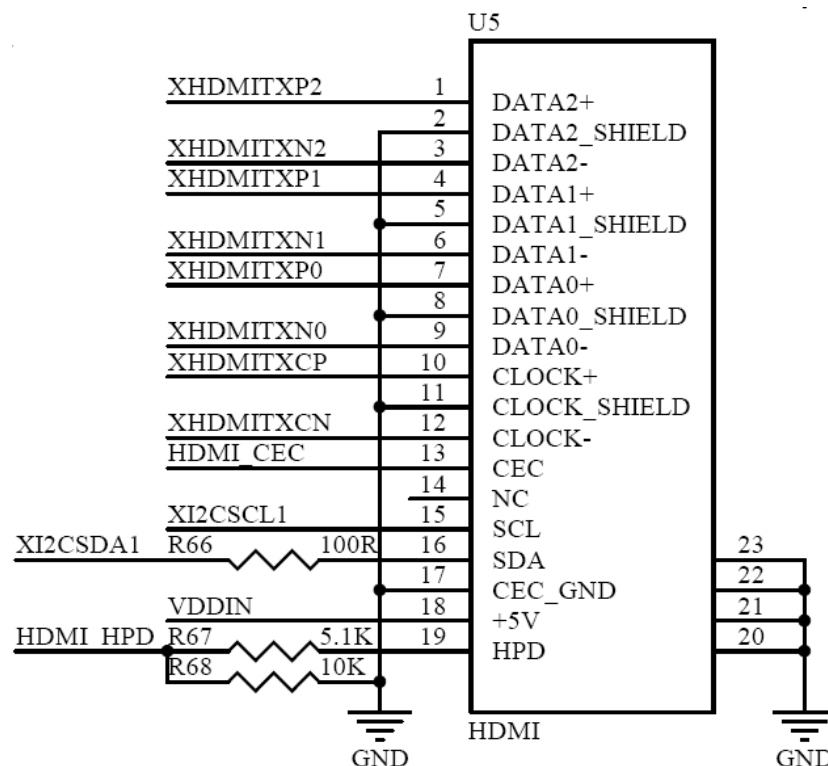 U5
XHDMITXP2 1 DATA2+
2 DATA2_SHIELD
XHDMITXN2 3 DATA2-
XHDMITXP1 4 DATA1+
5 DATA1_SHIELD
XHDMITXN1 6 DATA1-
XHDMITXP0 7 DATA0+
8 DATA0_SHIELD
XHDMITXN0 9 DATA0-
XHDMITXCP 10 CLOCK+
11 CLOCK_SHIELD
XHDMITXCN 12 CLOCK-
HDMI_CEC 13 CEC
14 NC
XI2CSCL1 15 SCL
XI2CSDA1 R66 100R 16 SDA 23
17 CEC_GND 22
VDDIN 18 +5V 21
HDMI_HPD R67 5.1K 19 HPD 20
R68 10K
HDMI
GND GND